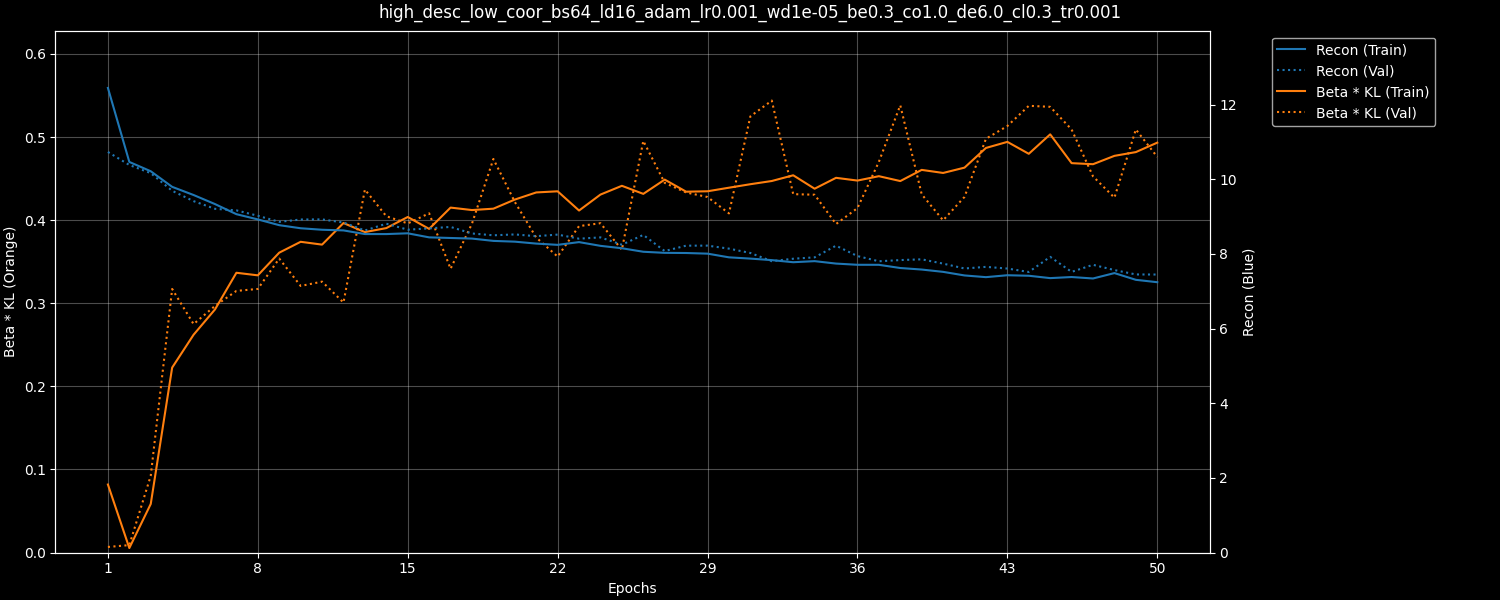 high_desc_low_coor_bs64_ld16_adam_lr0.001_wd1e-05_be0.3_co1.0_de6.0_cl0.3_tr0.001
Recon (Train)
Recon (Val)
Beta * KL (Train)
Beta * KL (Val)
Beta * KL (Orange)
0.6
0.5
0.4
0.3
0.2
0.1
0.0
12
10
8
6
4
2
0
Recon (Blue)
1 8 15 22 29 36 43 50
Epochs